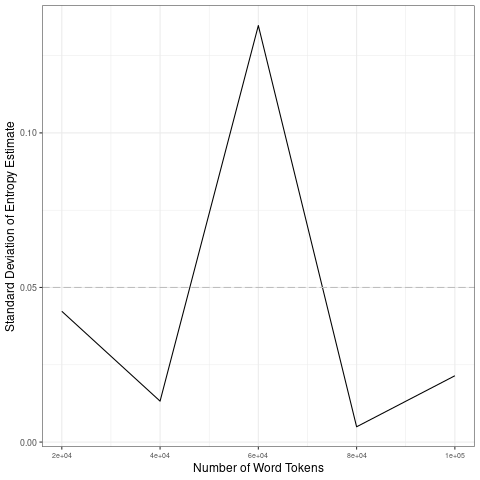 Standard Deviation of Entropy Estimate
0.10
0.05
0.00
2e+04 4e+04 6e+04 8e+04 1e+05
Number of Word Tokens